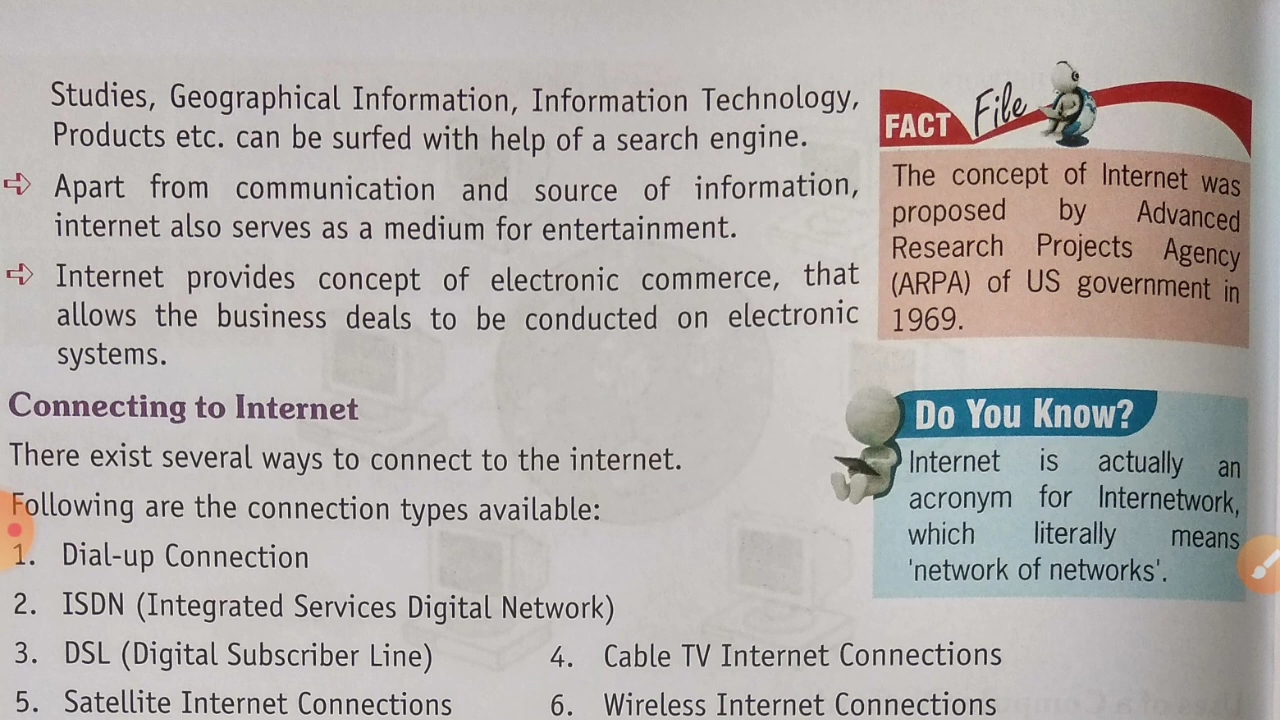 Studies, Geographical Information, Information Technology,
Products etc. can be surfed with help of a search engine.
Apart from communication and source of information,
internet also serves as a medium for entertainment.
Internet provides concept of electronic commerce, that
allows the business deals to be conducted on electronic
systems.
Connecting to Internet
There exist several ways to connect to the internet.
Following are the connection types available:
1. Dial-up Connection
2. ISDN (Integrated Services Digital Network)
3. DSL (Digital Subscriber Line) 4. Cable TV Internet Connections
5. Satellite Internet Connections 6. Wireless Internet Connections
FACT File
The concept of Internet was
proposed by Advanced
Research Projects Agency
(ARPA) of US government in
1969.
Do You Know?
Internet is actually an
acronym for Internetwork,
which literally means
'network of networks'.